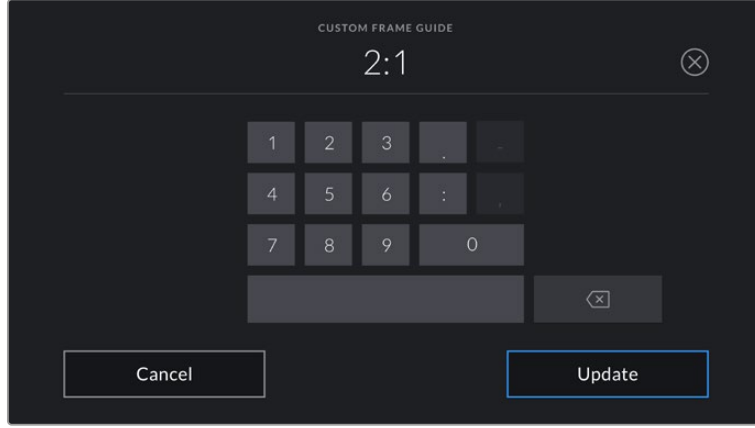 CUSTOM FRAME GUIDE
2:1
1 2 3 . -
4 5 6 : ,
7 8 9 0
Cancel Update